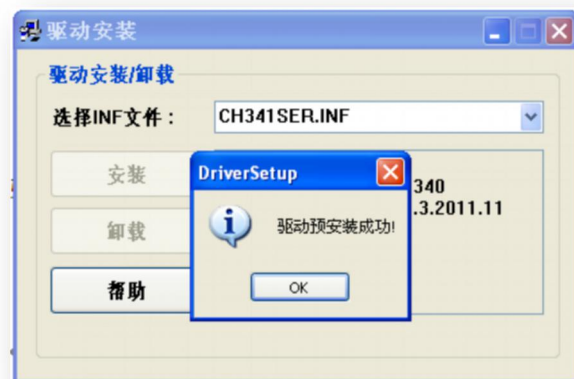 驱动安装
驱动安装/卸载
选择INF文件：
CH341SER.INF
安装
卸载
帮助
340
.3.2011.11
DriverSetup
驱动预安装成功!
OK